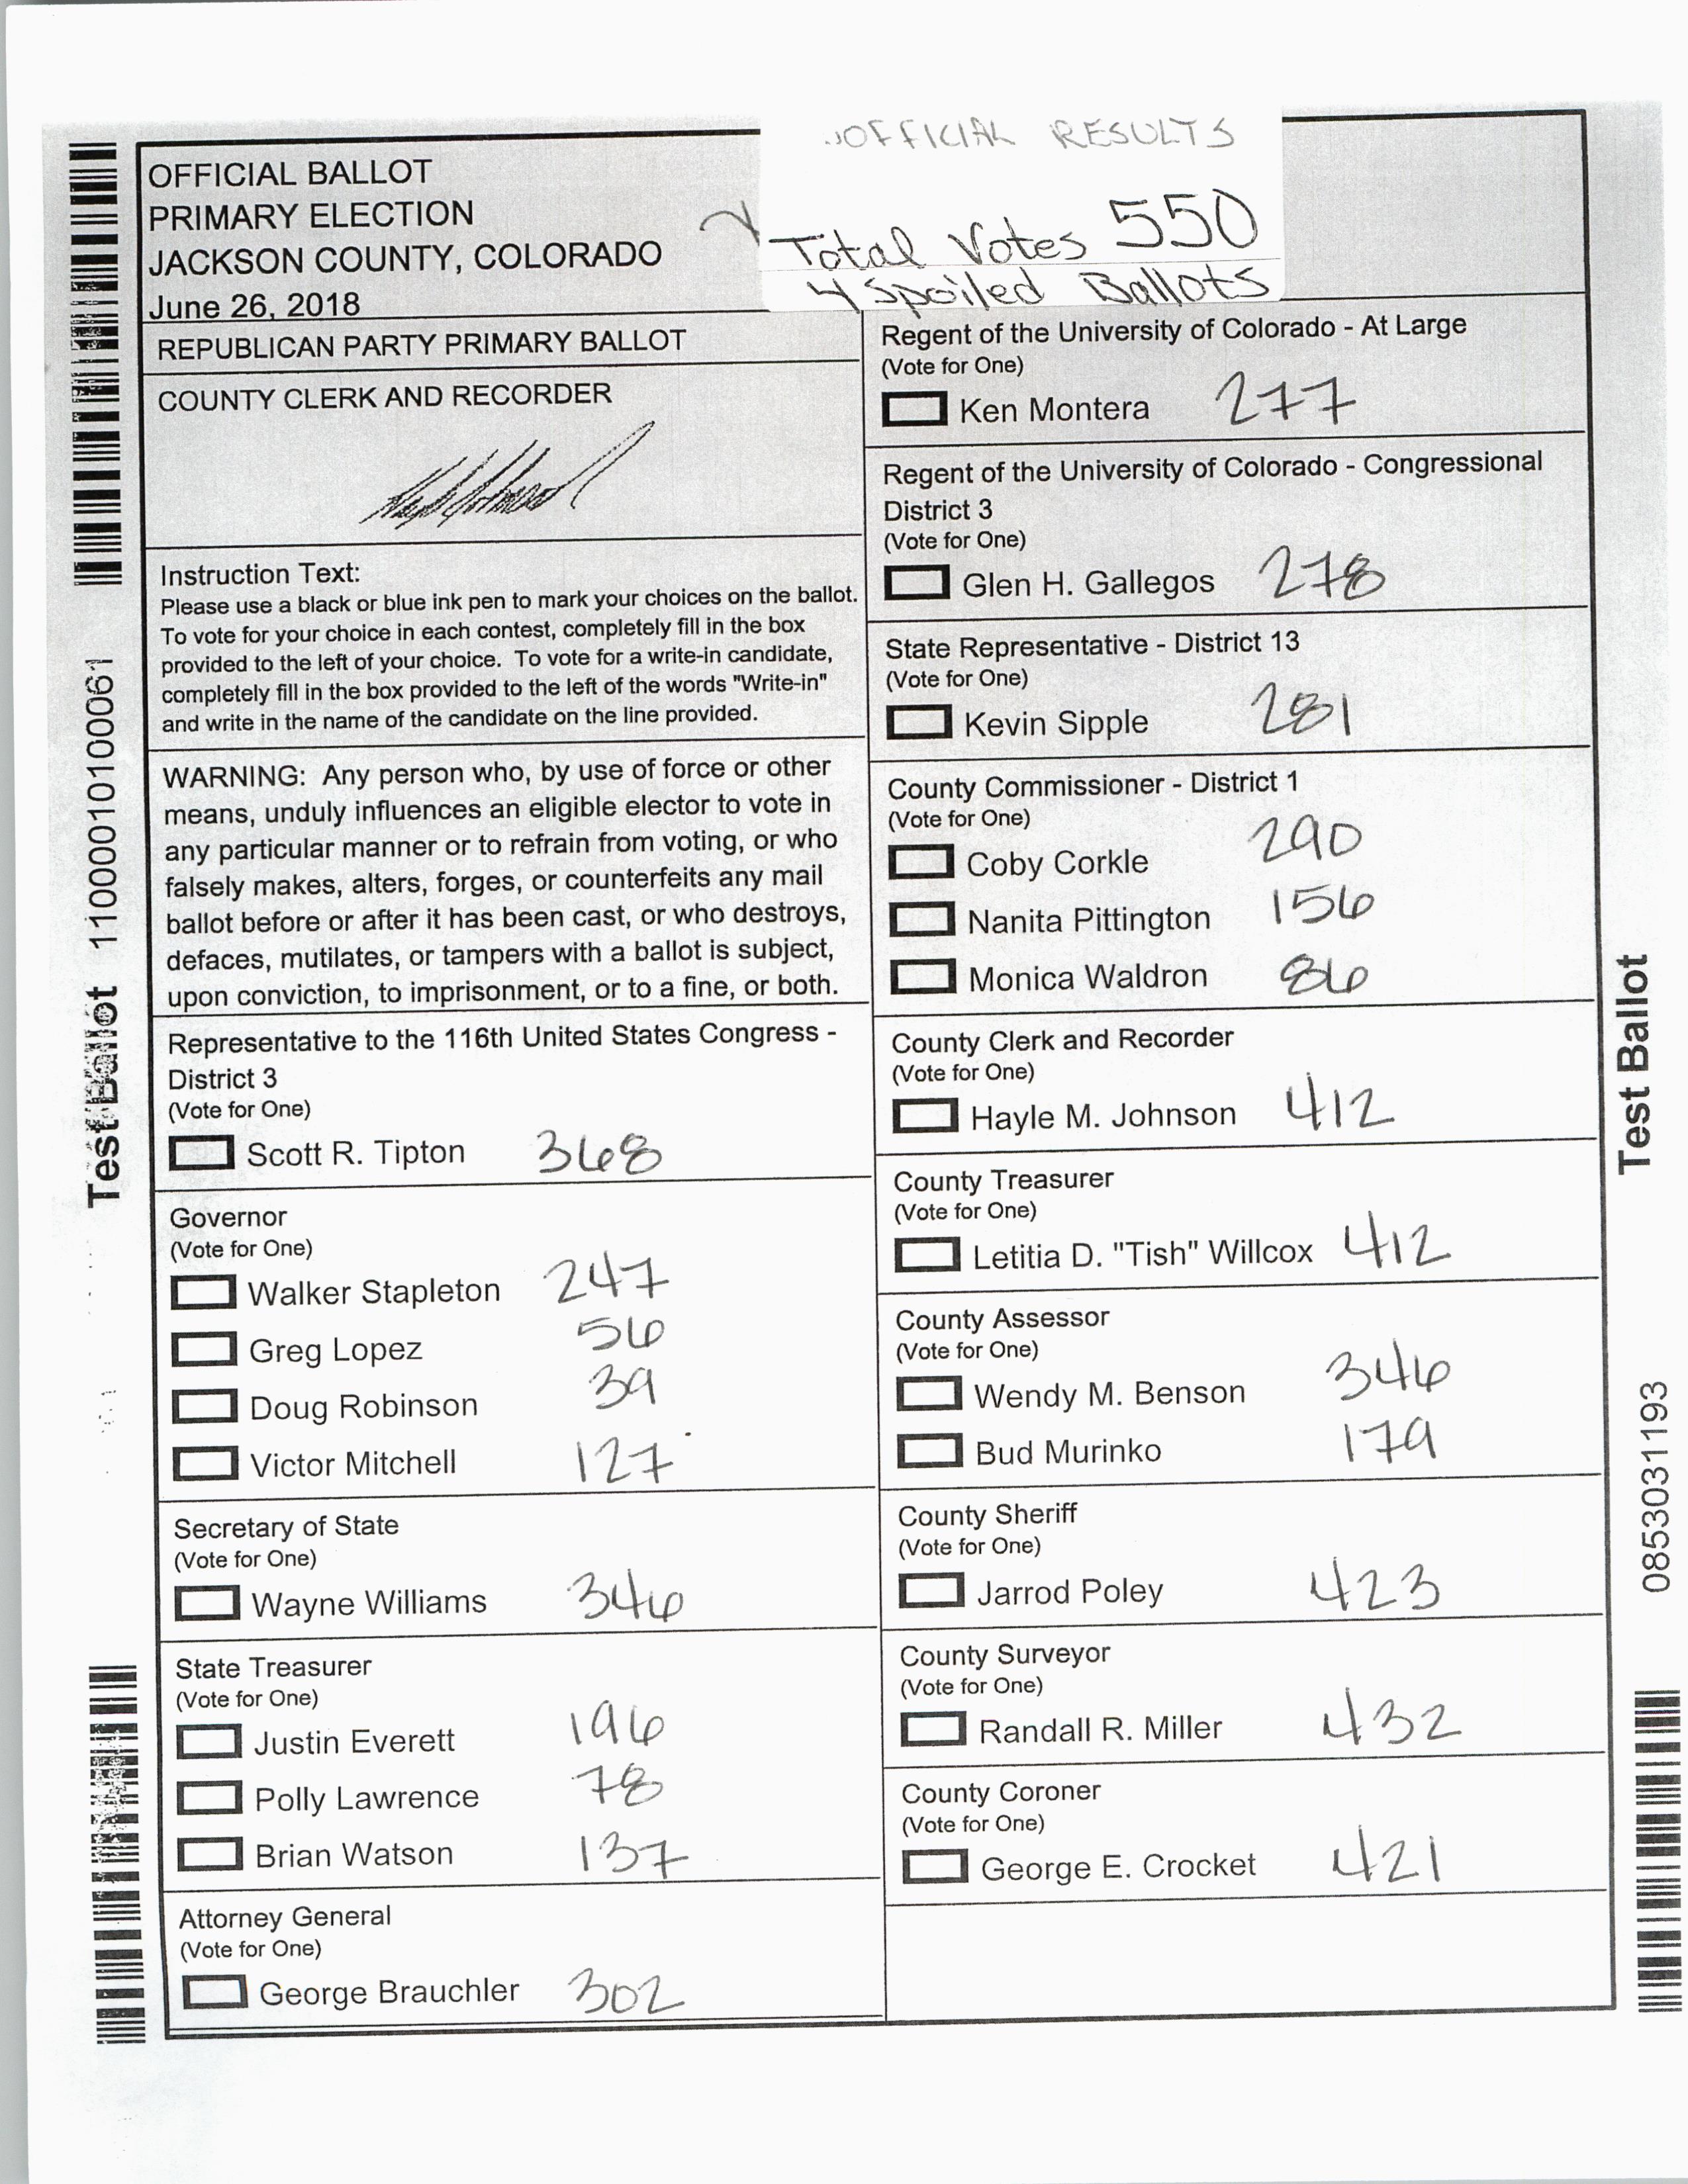 OFFICIAL RESULTS
Total Votes 550
4 Spoiled Ballots
OFFICIAL BALLOT
PRIMARY ELECTION
JACKSON COUNTY, COLORADO
June 26, 2018
REPUBLICAN PARTY PRIMARY BALLOT
COUNTY CLERK AND RECORDER
Instruction Text:
Please use a black or blue ink pen to mark your choices on the ballot.
To vote for your choice in each contest, completely fill in the box
provided to the left of your choice. To vote for a write-in candidate,
completely fill in the box provided to the left of the words "Write-in"
and write in the name of the candidate on the line provided.
WARNING: Any person who, by use of force or other
means, unduly influences an eligible elector to vote in
any particular manner or to refrain from voting, or who
falsely makes, alters, forges, or counterfeits any mail
ballot before or after it has been cast, or who destroys,
defaces, mutilates, or tampers with a ballot is subject,
upon conviction, to imprisonment, or to a fine, or both.
Representative to the 116th United States Congress -
District 3
(Vote for One)
Scott R. Tipton 368
Governor
(Vote for One)
Walker Stapleton 247
Greg Lopez 56
Doug Robinson 39
Victor Mitchell 127
Secretary of State
(Vote for One)
Wayne Williams 346
State Treasurer
(Vote for One)
Justin Everett 196
Polly Lawrence 78
Brian Watson 137
Attorney General
(Vote for One)
George Brauchler 302
Regent of the University of Colorado - At Large
(Vote for One)
Ken Montera 277
Regent of the University of Colorado - Congressional
District 3
(Vote for One)
Glen H. Gallegos 278
State Representative - District 13
(Vote for One)
Kevin Sipple 281
County Commissioner - District 1
(Vote for One)
Coby Corkle 290
Nanita Pittington 156
Monica Waldron 86
County Clerk and Recorder
(Vote for One)
Hayle M. Johnson 412
County Treasurer
(Vote for One)
Letitia D. "Tish" Willcox 412
County Assessor
(Vote for One)
Wendy M. Benson 346
Bud Murinko 179
County Sheriff
(Vote for One)
Jarrod Poley 423
County Surveyor
(Vote for One)
Randall R. Miller 432
County Coroner
(Vote for One)
George E. Crocket 421
Test Ballot 11000010100061
Test Ballot
0853031193